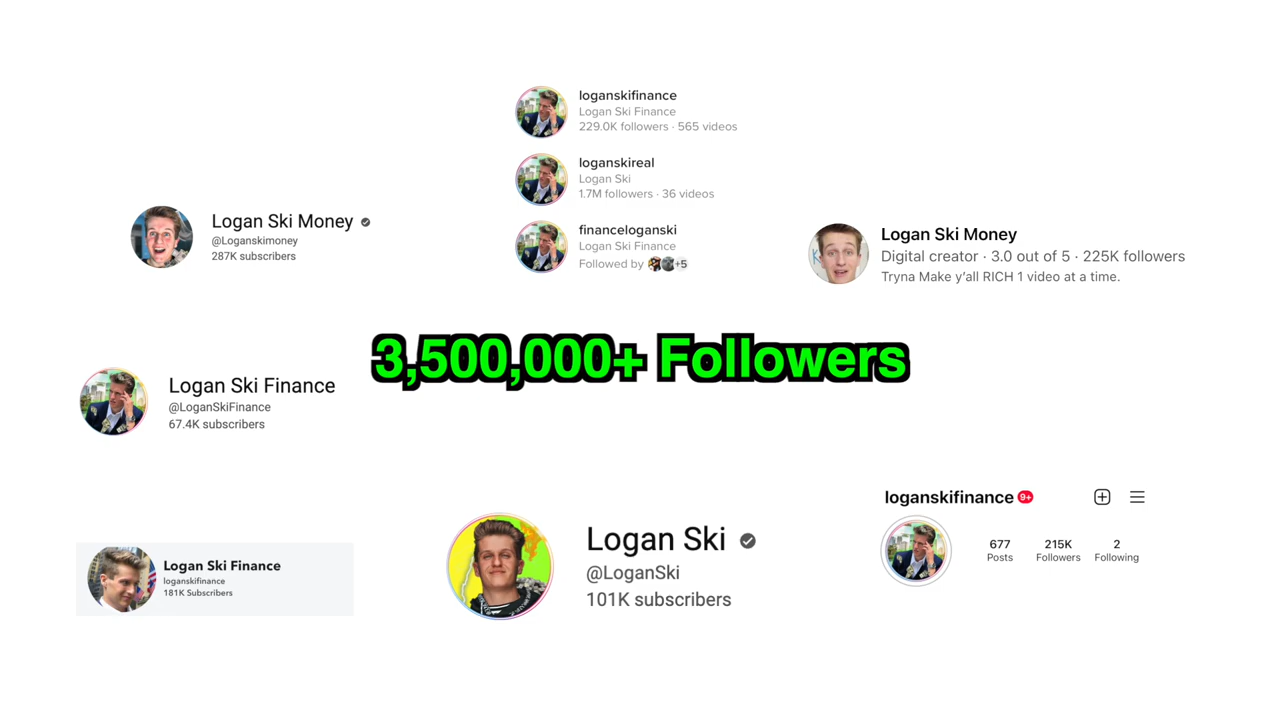 loganskifinance
Logan Ski Finance
229.0K followers · 565 videos
loganskireal
Logan Ski
1.7M followers · 36 videos
financeloganski
Logan Ski Finance
Followed by +5
Logan Ski Money
@Loganskimoney
287K subscribers
Logan Ski Money
Digital creator · 3.0 out of 5 · 225K followers
Tryna Make y'all RICH 1 video at a time.
3,500,000+ Followers
Logan Ski Finance
@LoganSkiFinance
67.4K subscribers
Logan Ski Finance
loganskifinance
181K Subscribers
Logan Ski
@LoganSki
101K subscribers
loganskifinance 9+
677 215K 2
Posts Followers Following